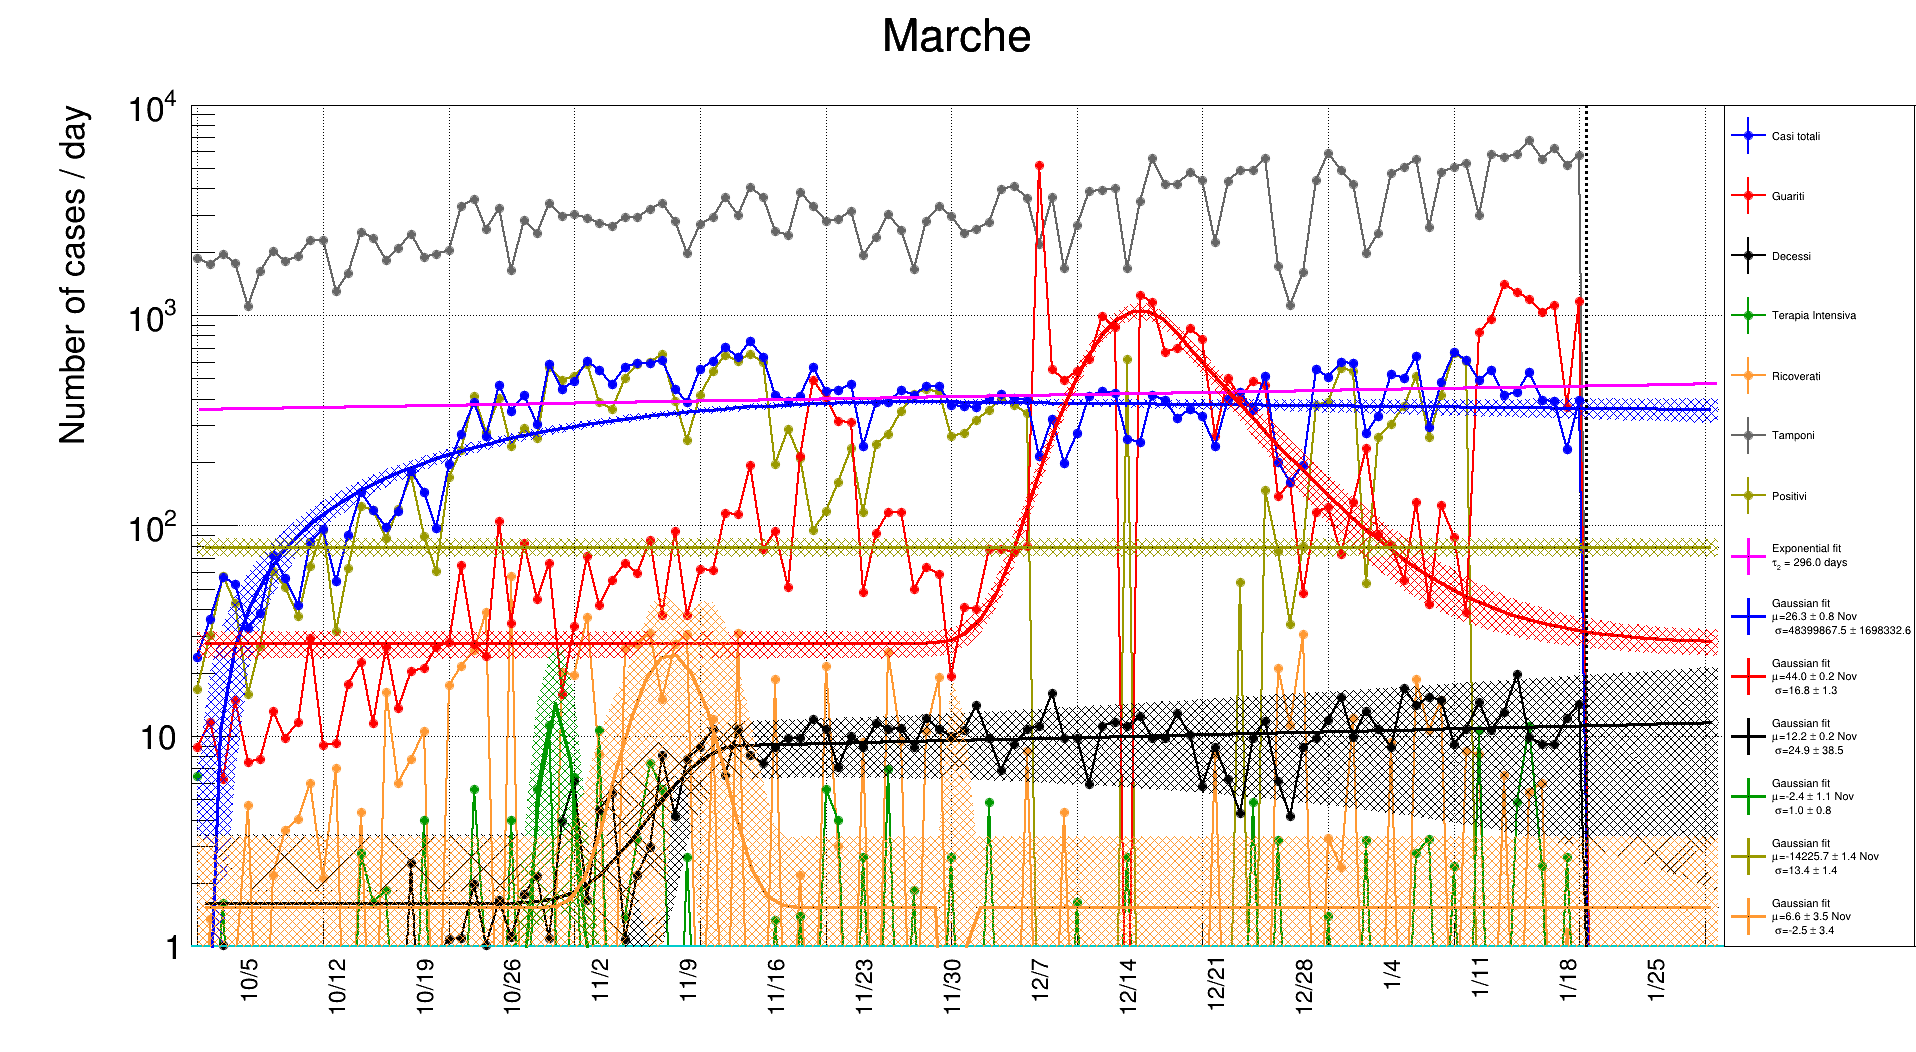 Marche
Number of cases / day
10⁴
10³
10²
10
1
10/5
10/12
10/19
10/26
11/2
11/9
11/16
11/23
11/30
12/7
12/14
12/21
12/28
1/4
1/11
1/18
1/25
Casi totali
Guariti
Decessi
Terapia Intensiva
Ricoverati
Tamponi
Positivi
Exponential fit
τ₂ = 296.0 days
Gaussian fit
μ=26.3 ± 0.8 Nov
σ=48399867.5 ± 1698332.6
Gaussian fit
μ=44.0 ± 0.2 Nov
σ=16.8 ± 1.3
Gaussian fit
μ=12.2 ± 0.2 Nov
σ=24.9 ± 38.5
Gaussian fit
μ=-2.4 ± 1.1 Nov
σ=1.0 ± 0.8
Gaussian fit
μ=-14225.7 ± 1.4 Nov
σ=13.4 ± 1.4
Gaussian fit
μ=6.6 ± 3.5 Nov
σ=-2.5 ± 3.4